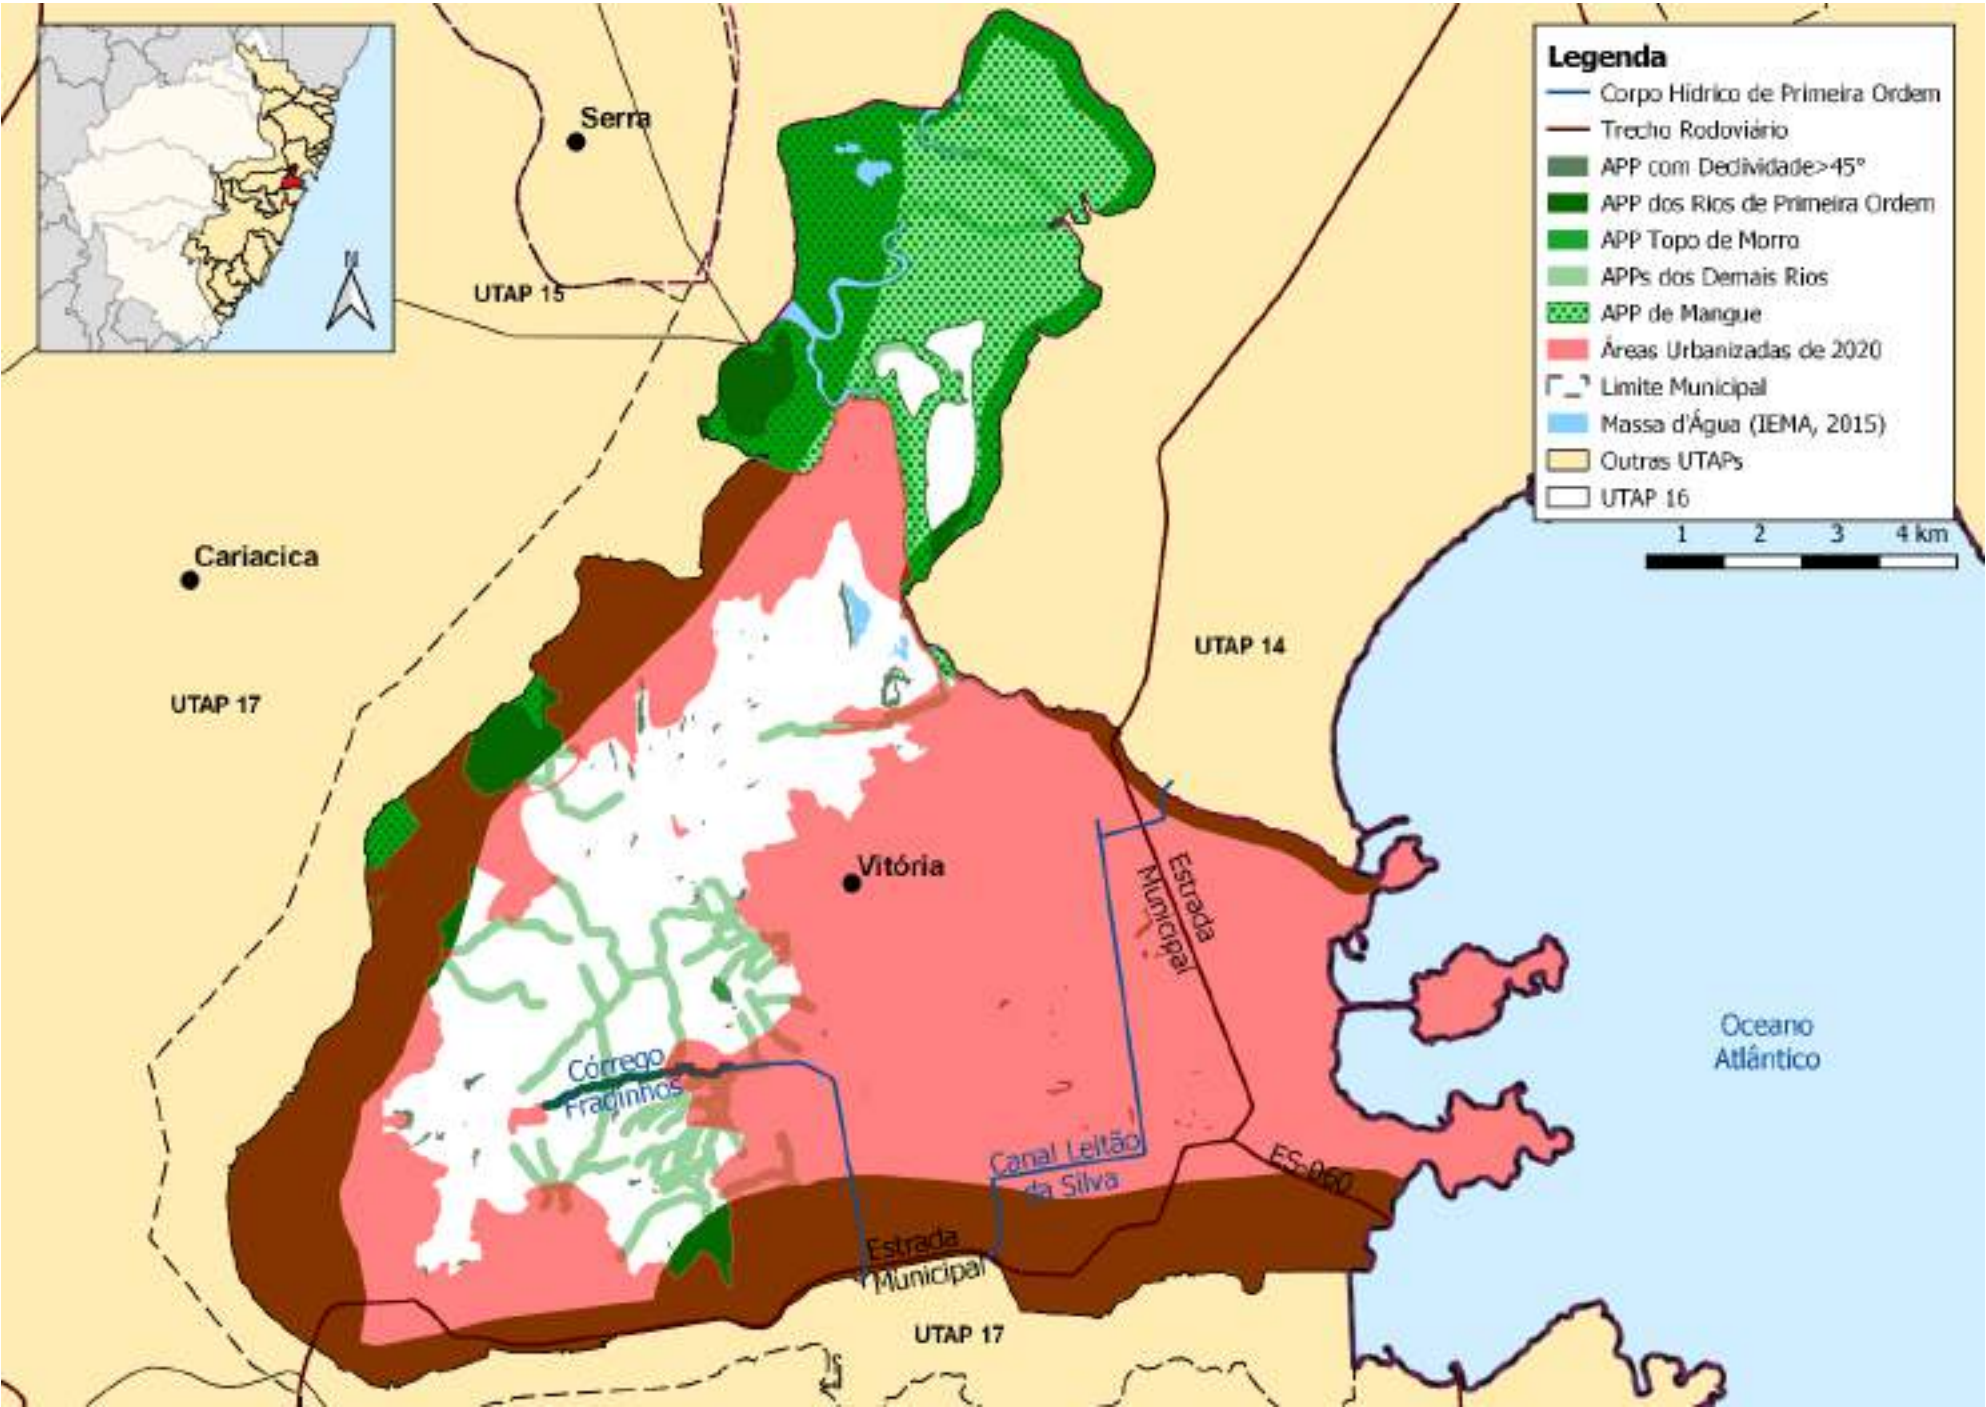 Legenda
Corpo Hídrico de Primeira Ordem
Trecho Rodoviário
APP com Declividade>45°
APP dos Rios de Primeira Ordem
APP Topo de Morro
APPs dos Demais Rios
APP de Mangue
Áreas Urbanizadas de 2020
Limite Municipal
Massa d'Água (IEMA, 2015)
Outras UTAPs
UTAP 16
1 2 3 4 km
N
Serra
UTAP 15
Cariacica
UTAP 17
UTAP 14
Vitória
Estrada
Municipal
Oceano
Atlântico
Córrego
Fradinhos
Canal Leitão
da Silva
ES-060
Estrada
Municipal
UTAP 17